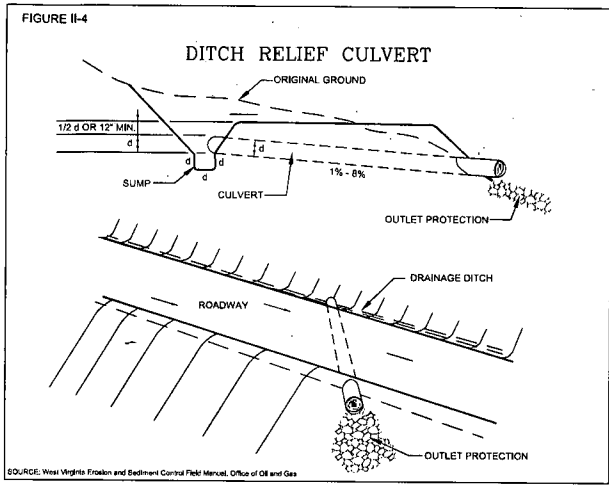 FIGURE II-4
DITCH RELIEF CULVERT
ORIGINAL GROUND
1/2 d OR 12" MIN.
d
d
d
d
d
SUMP
CULVERT
1% - 8%
OUTLET PROTECTION
DRAINAGE DITCH
ROADWAY
OUTLET PROTECTION
SOURCE: West Virginia Erosion and Sediment Control Field Manuel. Office of Oil and Gas